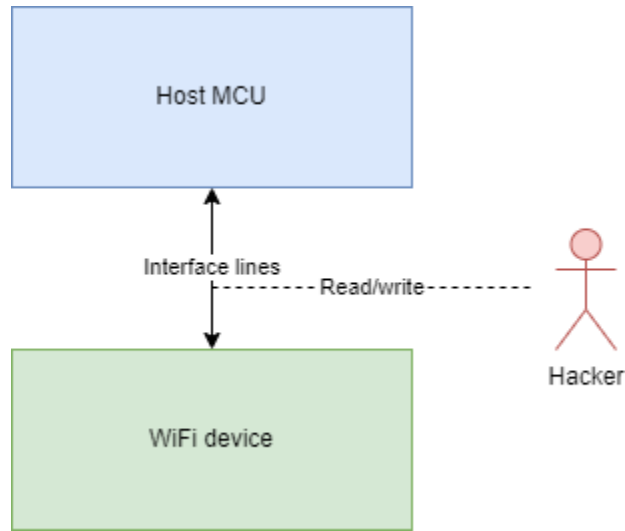 Host MCU
Interface lines
Read/write
Hacker
WiFi device